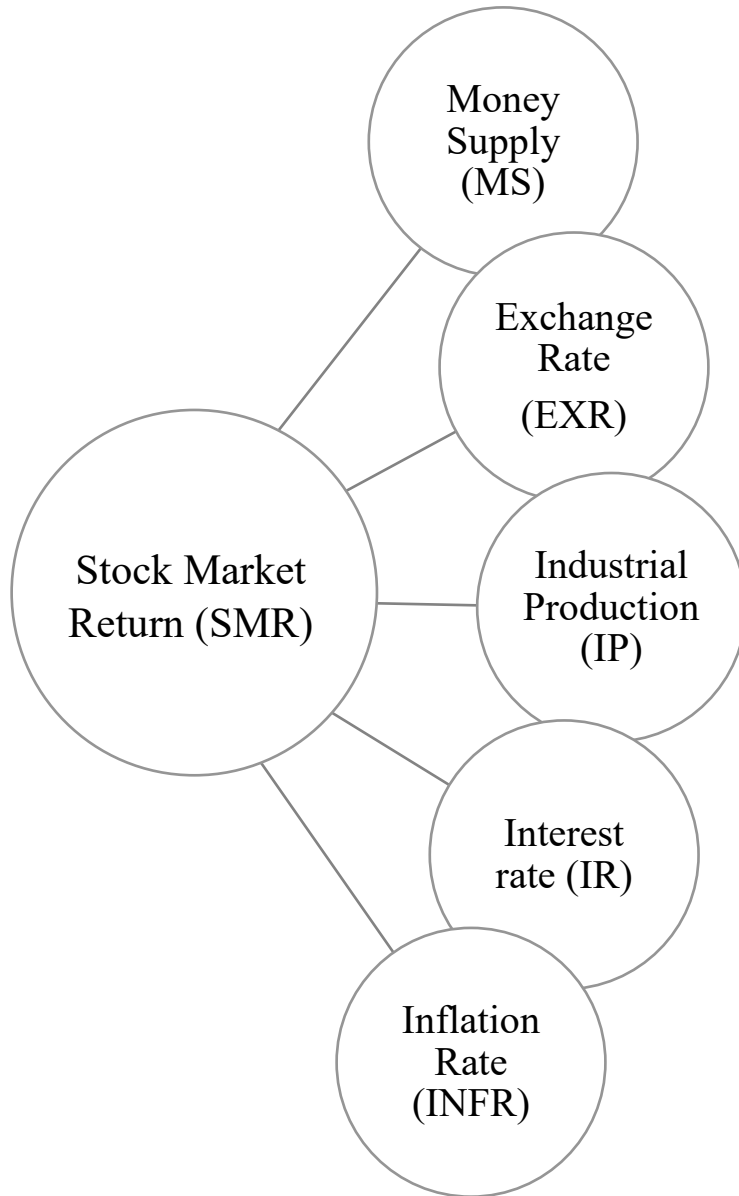 Money
Supply
(MS)
Exchange
Rate
(EXR)
Stock Market
Return (SMR)
Industrial
Production
(IP)
Interest
rate (IR)
Inflation
Rate
(INFR)